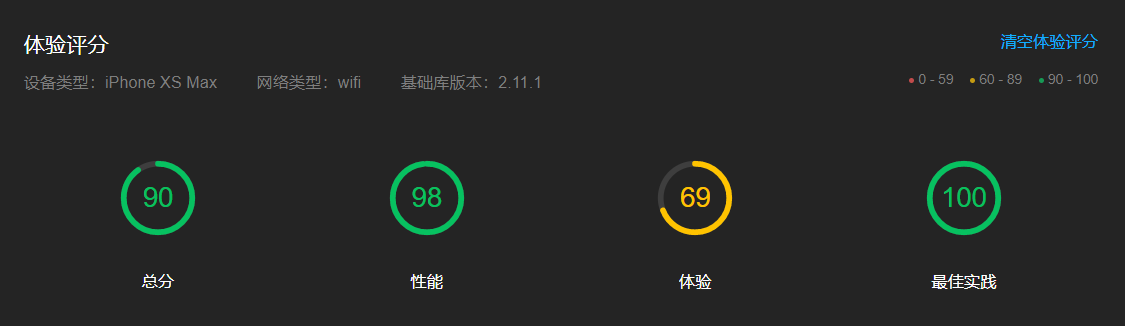 体验评分
清空体验评分
设备类型：iPhone XS Max 网络类型：wifi 基础库版本：2.11.1
0 - 59 60 - 89 90 - 100
90 98 69 100
总分 性能 体验 最佳实践